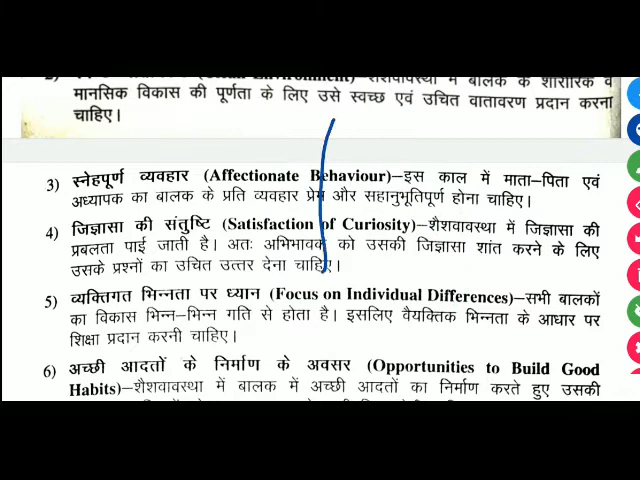 मानसिक विकास की पूर्णता के लिए उसे स्वच्छ एवं उचित वातावरण प्रदान करना
चाहिए।
3) स्नेहपूर्ण व्यवहार (Affectionate Behaviour)–इस काल में माता-पिता एवं
अध्यापक का बालक के प्रति व्यवहार प्रेम और सहानुभूतिपूर्ण होना चाहिए।
4) जिज्ञासा की संतुष्टि (Satisfaction of Curiosity)–शैशवावस्था में जिज्ञासा की
प्रबलता पाई जाती है। अतः अभिभावक को उसकी जिज्ञासा शांत करने के लिए
उसके प्रश्नों का उचित उत्तर देना चाहिए।
5) व्यक्तिगत भिन्नता पर ध्यान (Focus on Individual Differences)–सभी बालकों
का विकास भिन्न-भिन्न गति से होता है। इसलिए वैयक्तिक भिन्नता के आधार पर
शिक्षा प्रदान करनी चाहिए।
6) अच्छी आदतों के निर्माण के अवसर (Opportunities to Build Good
Habits)–शैशवावस्था में बालक में अच्छी आदतों का निर्माण करते हुए उसकी